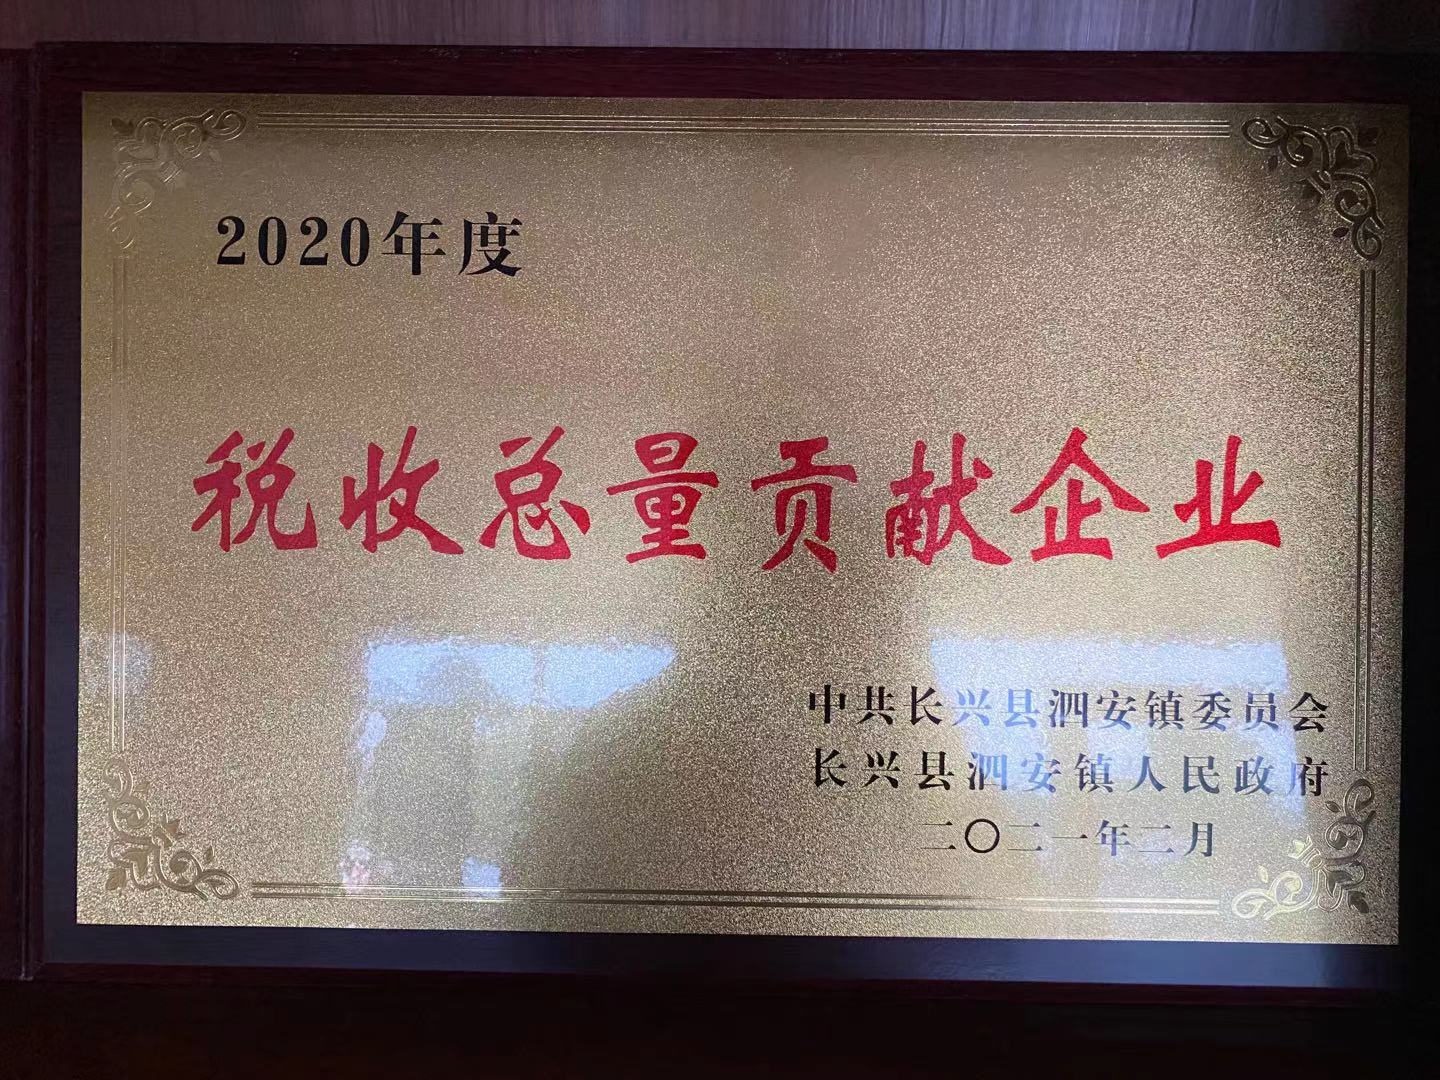 2020年度
税收总量贡献企业
中共长兴县泗安镇委员会
长兴县泗安镇人民政府
二〇二一年二月